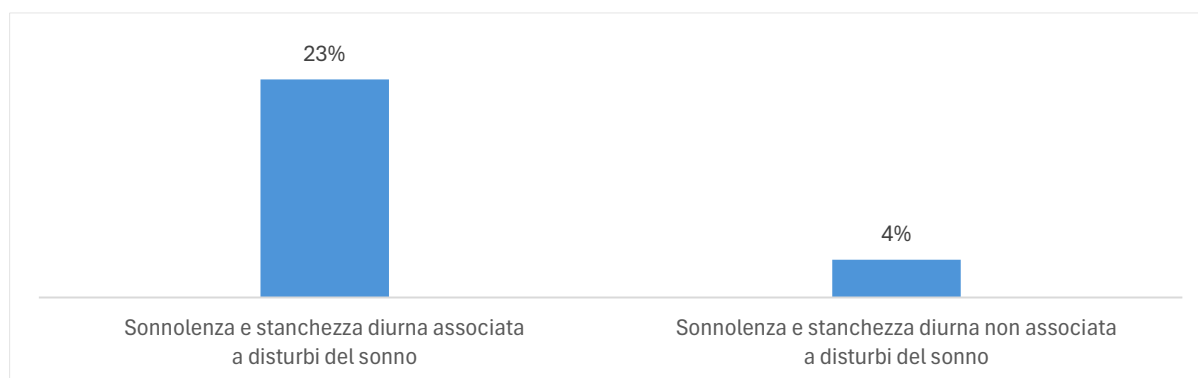 23%
4%
Sonnolenza e stanchezza diurna associata
a disturbi del sonno
Sonnolenza e stanchezza diurna non associata
a disturbi del sonno